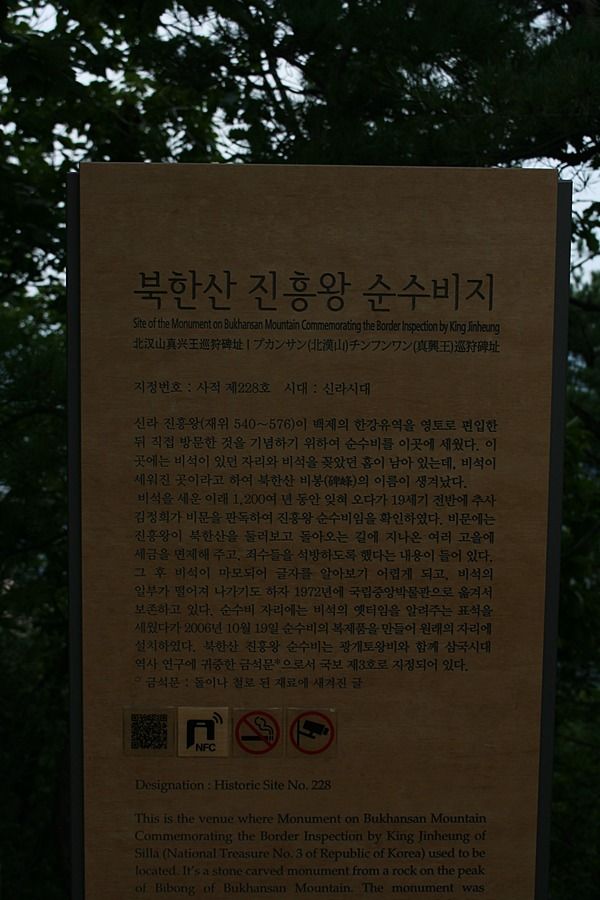 북한산 진흥왕 순수비지
Site of the Monument on Bukhansan Mountain Commemorating the Border Inspection by King Jinheung
北汉山真兴王巡狩碑址 | プカンサン(北漢山)チンフンワン(真興王)巡狩碑址
지정번호 : 사적 제228호 시대 : 신라시대
신라 진흥왕(재위 540~576)이 백제의 한강유역을 영토로 편입한
뒤 직접 방문한 것을 기념하기 위하여 순수비를 이곳에 세웠다. 이
곳에는 비석이 있던 자리와 비석을 꽂았던 홈이 남아 있는데, 비석이
세워진 곳이라고 하여 북한산 비봉(碑峰)의 이름이 생겨났다.
비석을 세운 이래 1,200여 년 동안 잊혀 오다가 19세기 전반에 추사
김정희가 비문을 판독하여 진흥왕 순수비임을 확인하였다. 비문에는
진흥왕이 북한산을 둘러보고 돌아오는 길에 지나온 여러 고을에
세금을 면제해 주고, 죄수들을 석방하도록 했다는 내용이 들어 있다.
그 후 비석이 마모되어 글자를 알아보기 어렵게 되고, 비석의
일부가 떨어져 나가기도 하자 1972년에 국립중앙박물관으로 옮겨서
보존하고 있다. 순수비 자리에는 비석의 옛터임을 알려주는 표석을
세웠다가 2006년 10월 19일 순수비의 복제품을 만들어 원래의 자리에
설치하였다. 북한산 진흥왕 순수비는 광개토왕비와 함께 삼국시대
역사 연구에 귀중한 금석문*으로서 국보 제3호로 지정되어 있다.
금석문 : 돌이나 철로 된 재료에 새겨진 글
NFC
Designation : Historic Site No. 228
This is the venue where Monument on Bukhansan Mountain
Commemorating the Border Inspection by King Jinheung of
Silla (National Treasure No. 3 of Republic of Korea) used to be
located. It's a stone carved monument from a rock on the peak
of Bibong of Bukhansan Mountain. The monument was